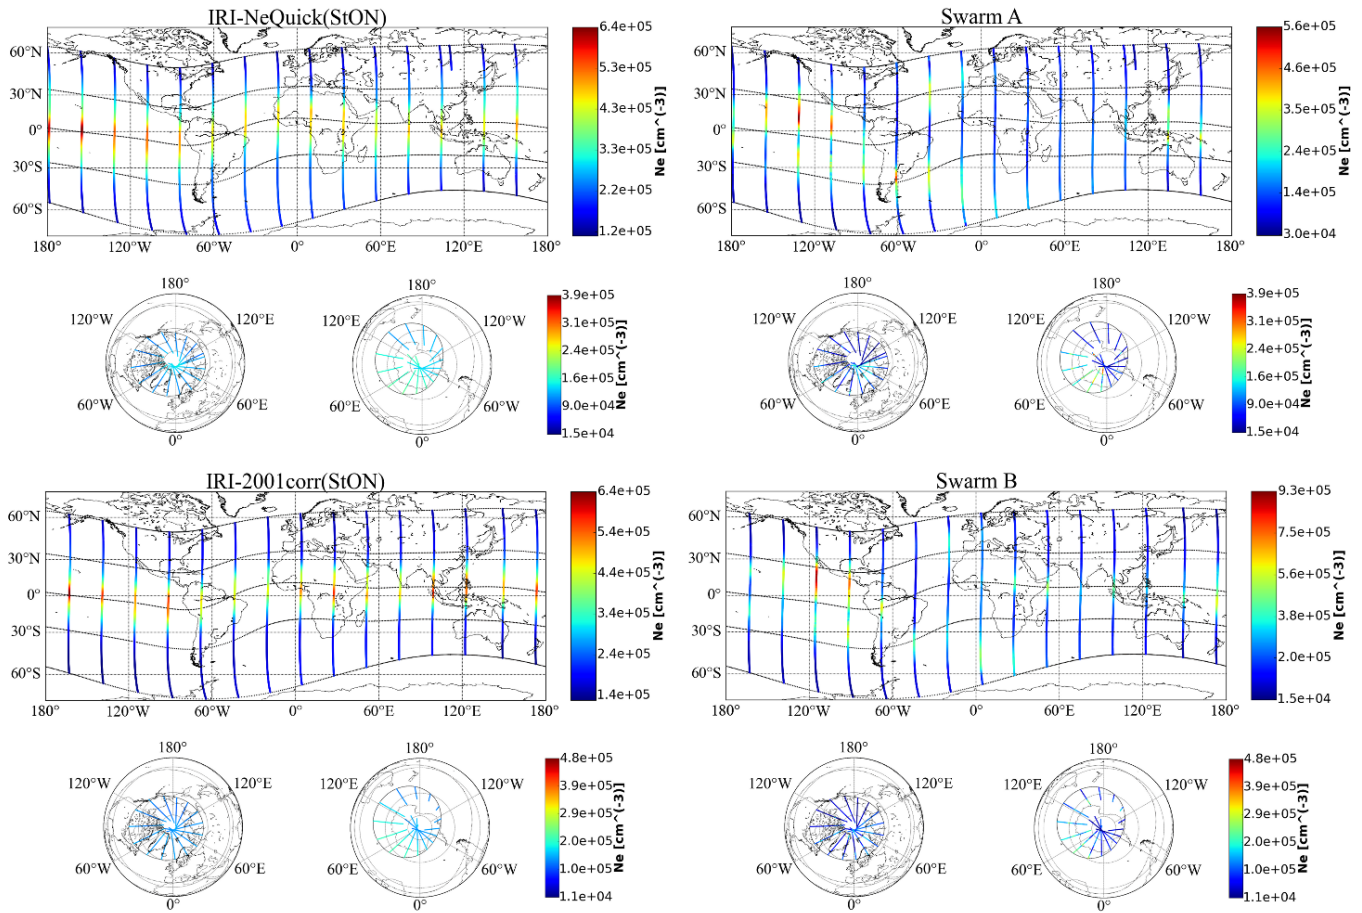 IRI-NeQuick(StON)
60°N
30°N
0°
30°S
60°S
180°
120°W
60°W
0°
60°E
120°E
180°
6.4e+05
5.3e+05
4.3e+05
3.3e+05
2.2e+05
1.2e+05
Ne [cm^(-3)]
Swarm A
60°N
30°N
0°
30°S
60°S
180°
120°W
60°W
0°
60°E
120°E
180°
5.6e+05
4.6e+05
3.5e+05
2.4e+05
1.4e+05
3.0e+04
Ne [cm^(-3)]
180°
120°W
120°E
60°W
60°E
0°
180°
120°E
120°W
60°E
60°W
0°
3.9e+05
3.1e+05
2.4e+05
1.6e+05
9.0e+04
1.5e+04
Ne [cm^(-3)]
180°
120°W
120°E
60°W
60°E
0°
180°
120°E
120°W
60°E
60°W
0°
3.9e+05
3.1e+05
2.4e+05
1.6e+05
9.0e+04
1.5e+04
Ne [cm^(-3)]
IRI-2001corr(StON)
60°N
30°N
0°
30°S
60°S
180°
120°W
60°W
0°
60°E
120°E
180°
6.4e+05
5.4e+05
4.4e+05
3.4e+05
2.4e+05
1.4e+05
Ne [cm^(-3)]
Swarm B
60°N
30°N
0°
30°S
60°S
180°
120°W
60°W
0°
60°E
120°E
180°
9.3e+05
7.5e+05
5.6e+05
3.8e+05
2.0e+05
1.5e+04
Ne [cm^(-3)]
180°
120°W
120°E
60°W
60°E
0°
180°
120°E
120°W
60°E
60°W
0°
4.8e+05
3.9e+05
2.9e+05
2.0e+05
1.0e+05
1.1e+04
Ne [cm^(-3)]
180°
120°W
120°E
60°W
60°E
0°
180°
120°E
120°W
60°E
60°W
0°
4.8e+05
3.9e+05
2.9e+05
2.0e+05
1.0e+05
1.1e+04
Ne [cm^(-3)]